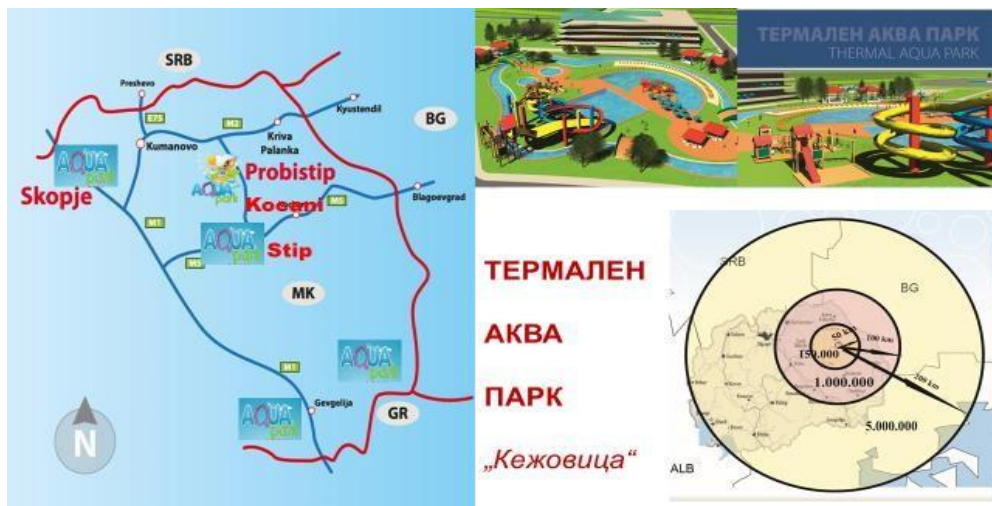 SRB
Preshevo
E75
M2
Kyustendil
Kriva
Palanka
BG
Kumanovo
AQUA
park
Skopje
AQUA
park
Probistip
Kocani
M5
Blagoevgrad
M1
AQUA
park
Stip
M5
MK
AQUA
park
M1
AQUA
park
Gevgelija
GR
N
ТЕРМАЛЕН АКВА ПАРК
THERMAL AQUA PARK
ТЕРМАЛЕН
АКВА
ПАРК
„Кежовица“
SRB
BG
50 km
100 km
150.000
200 km
1.000.000
5.000.000
ALB